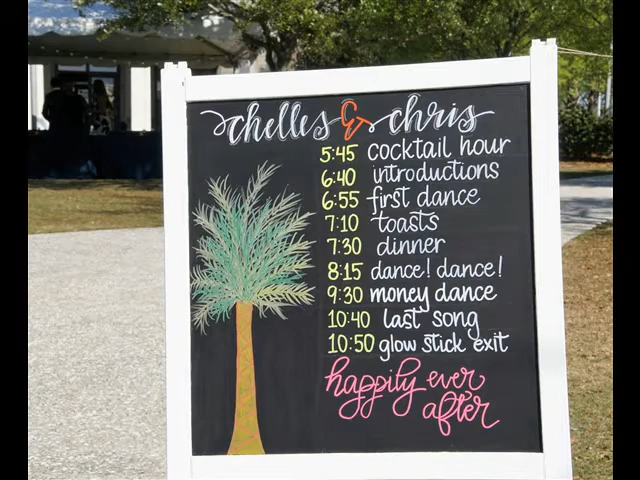 chelles & chris
5:45 cocktail hour
6:40 introductions
6:55 first dance
7:10 toasts
7:30 dinner
8:15 dance! dance!
9:30 money dance
10:40 last song
10:50 glow stick exit
happily ever
after